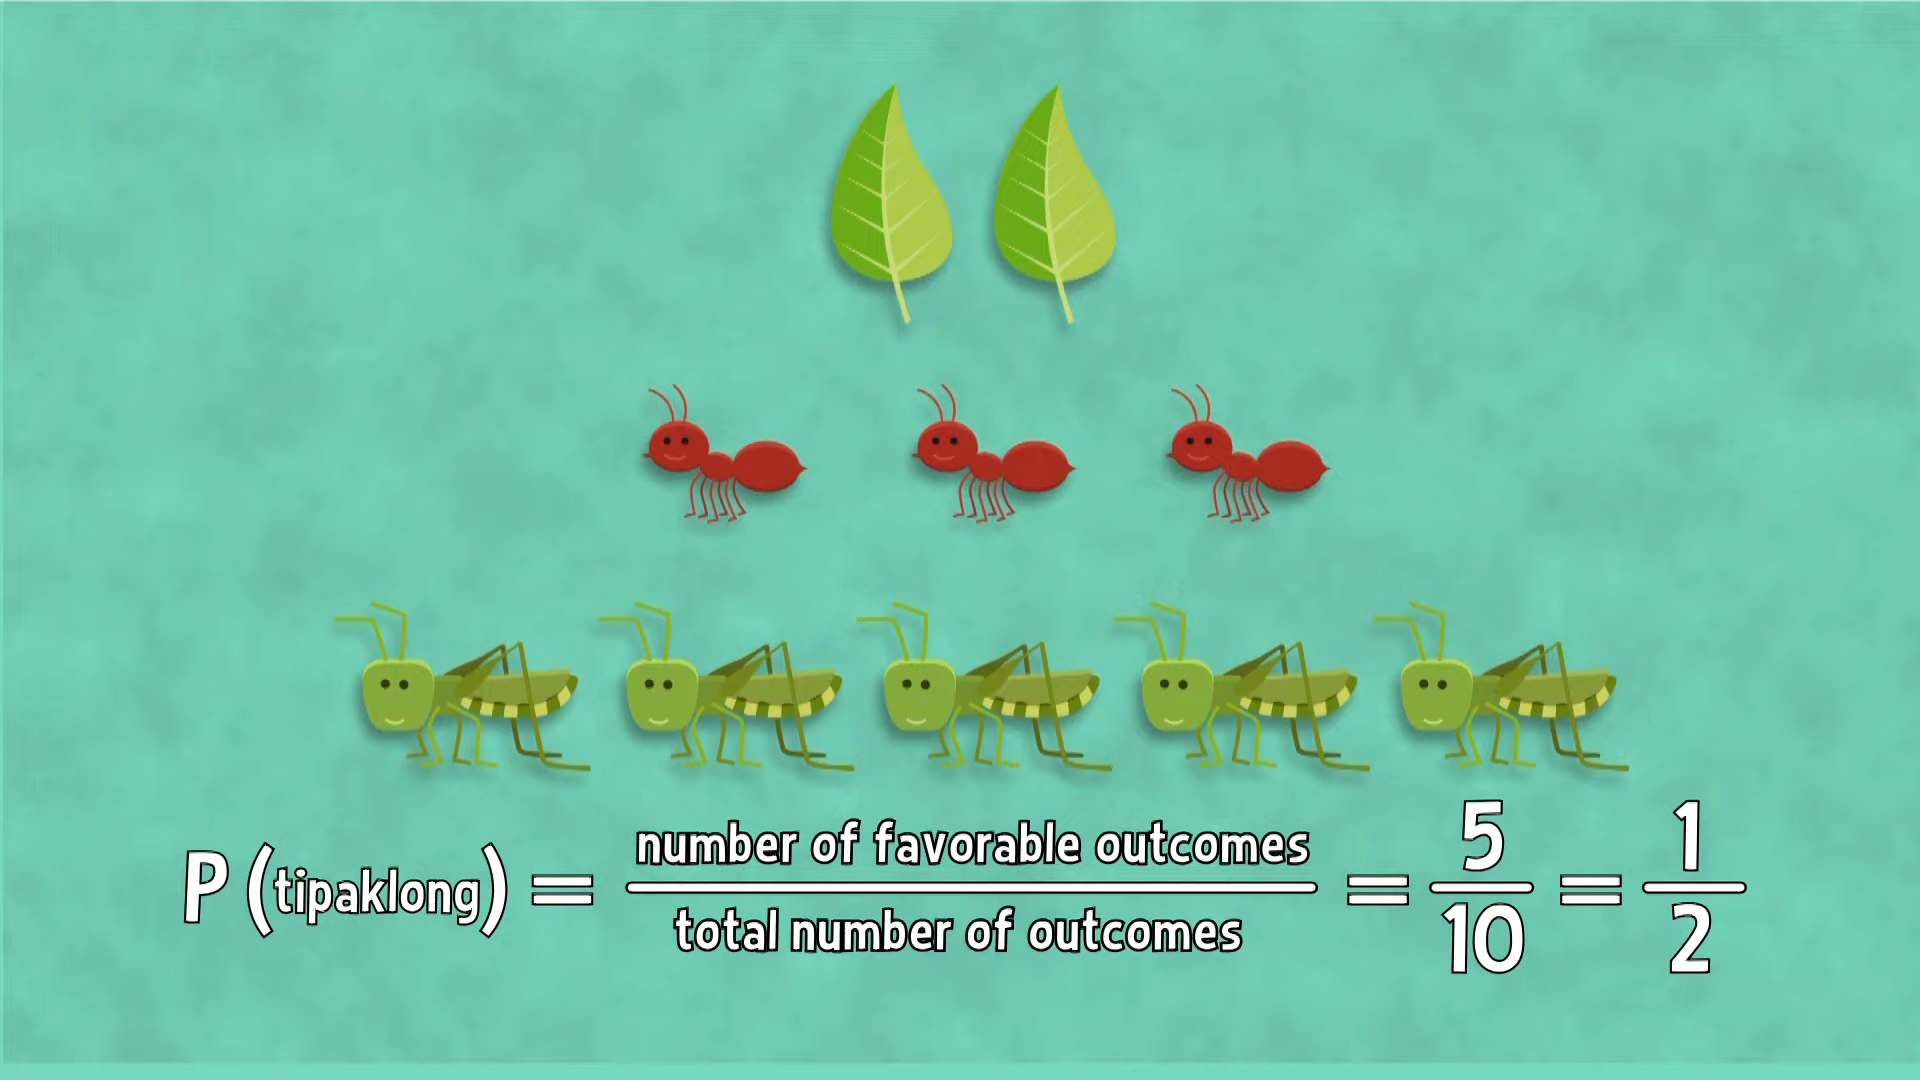 P (tipaklong) = number of favorable outcomes / total number of outcomes = 5/10 = 1/2